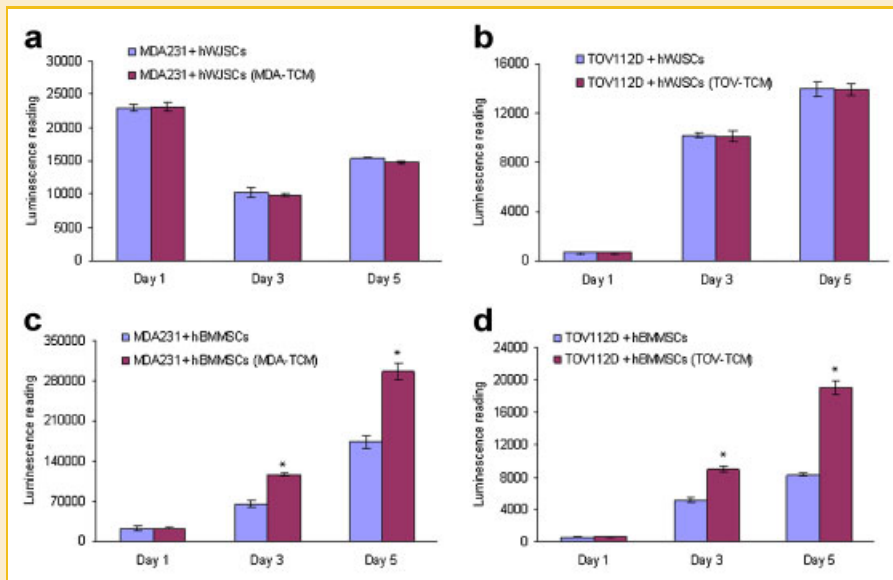 a
MDA231+hWJSCs
MDA231+hWJSCs (MDA-TCM)
Luminescence reading
30000
25000
20000
15000
10000
5000
0
Day 1 Day 3 Day 5
b
TOV112D + hWJSCs
TOV112D + hWJSCs (TOV-TCM)
Luminescence reading
16000
12000
8000
4000
0
Day 1 Day 3 Day 5
c
MDA231+hBMMSCs
MDA231+hBMMSCs (MDA-TCM)
Luminescence reading
350000
280000
210000
140000
70000
0
*
*
Day 1 Day 3 Day 5
d
TOV112D + hBMMSCs
TOV112D + hBMMSCs (TOV-TCM)
Luminescence reading
24000
20000
16000
12000
8000
4000
0
*
*
Day 1 Day 3 Day 5